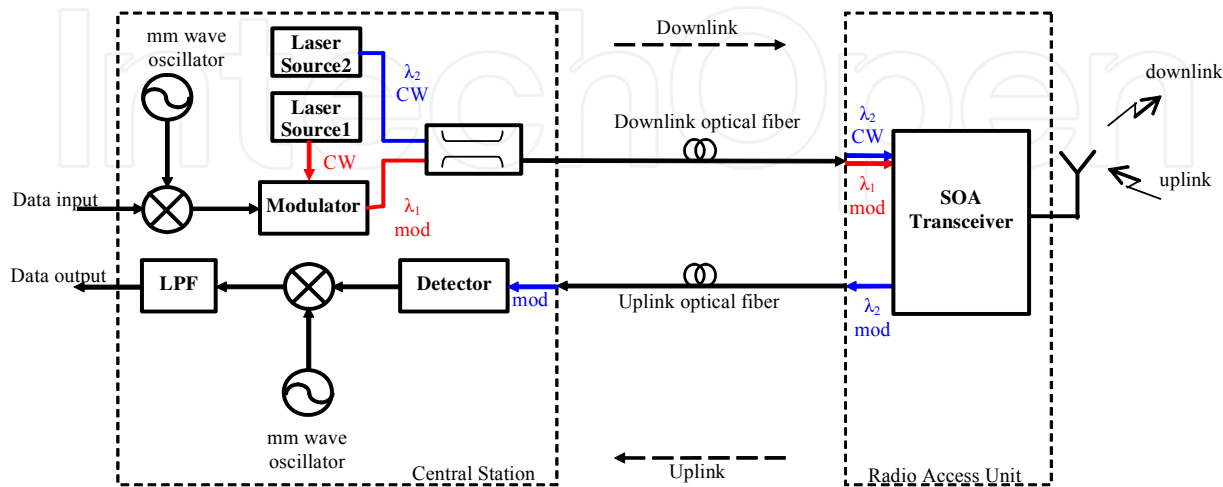 IntechOpen
mm wave
oscillator
Laser
Source2
λ2
CW
Laser
Source1
CW
Data input
Modulator
λ1
mod
Downlink
Downlink optical fiber
λ2
CW
λ1
mod
SOA
Transceiver
downlink
uplink
Data output
LPF
Detector
mod
Uplink optical fiber
λ2
mod
mm wave
oscillator
Central Station
Uplink
Radio Access Unit